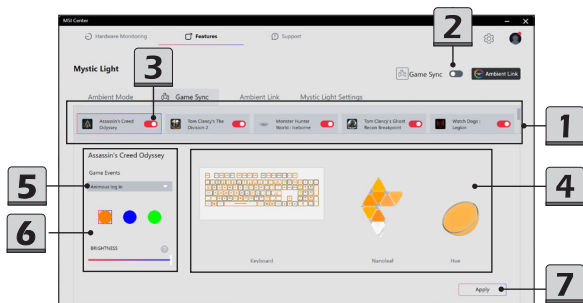 MSI Center
Hardware Monitoring
Features
Support
2
Mystic Light
Game Sync
Ambient Link
3
Ambient Mode
Game Sync
Ambient Link
Mystic Light Settings
Assassin's Creed
Odyssey
Tom Clancy's The
Division 2
Monster Hunter
World : Iceborne
Tom Clancy's Ghost
Recon Breakpoint
Watch Dogs :
Legion
1
Assassin's Creed Odyssey
Game Events
5
Animus log in
4
6
BRIGHTNESS
Keyboard
Nanoleaf
Hue
Apply
7